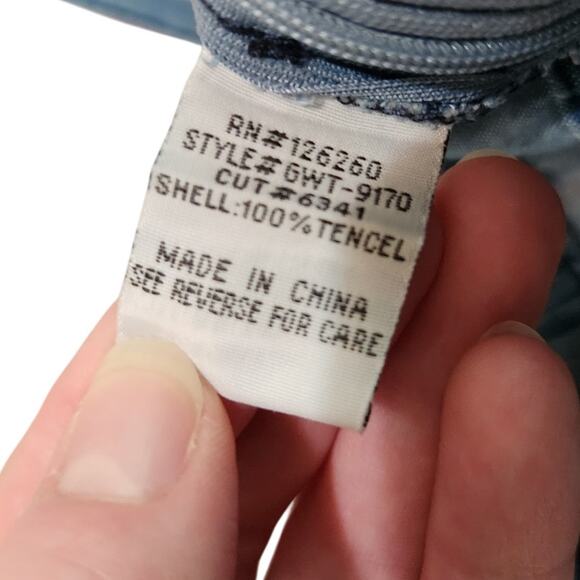 RN#126260
STYLE#GWT-9170
CUT#6341
SHELL:100%TENCEL
MADE IN CHINA
SEE REVERSE FOR CARE